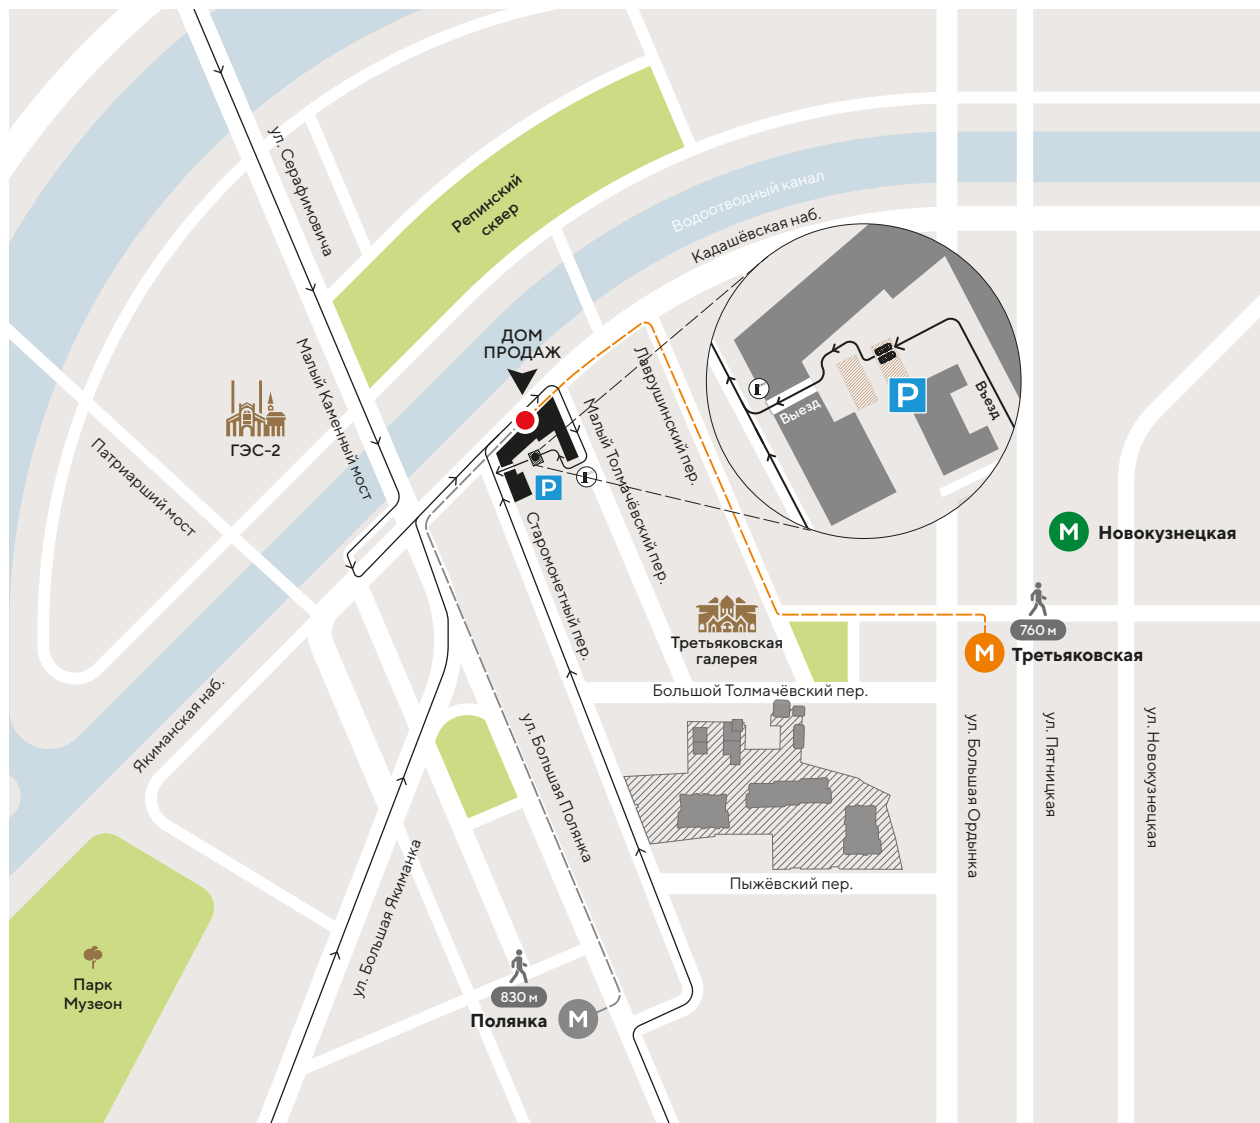 ул. Серафимовича
Репинский
сквер
Водоотводный канал
Кадашёвская наб.
ДОМ
ПРОДАЖ
Малый Каменный мост
Лаврушинский пер.
Въезд
Выезд
P
ГЭС-2
Патриарший мост
Малый Толмачёвский пер.
P
Старомонетный пер.
М
Новокузнецкая
760 м
М
Третьяковская
Третьяковская
галерея
Большой Толмачёвский пер.
Якиманская наб.
ул. Большая Полянка
ул. Большая Ордынка
ул. Пятницкая
ул. Новокузнецкая
ул. Большая Якиманка
Пыжёвский пер.
Парк
Музеон
830 м
Полянка
М